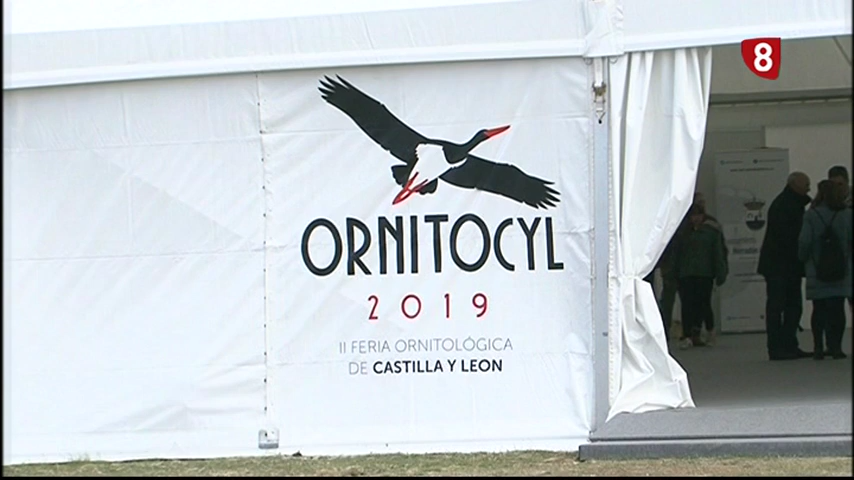 8
ORNITOCYL
2019
II FERIA ORNITOLÓGICA
DE CASTILLA Y LEON